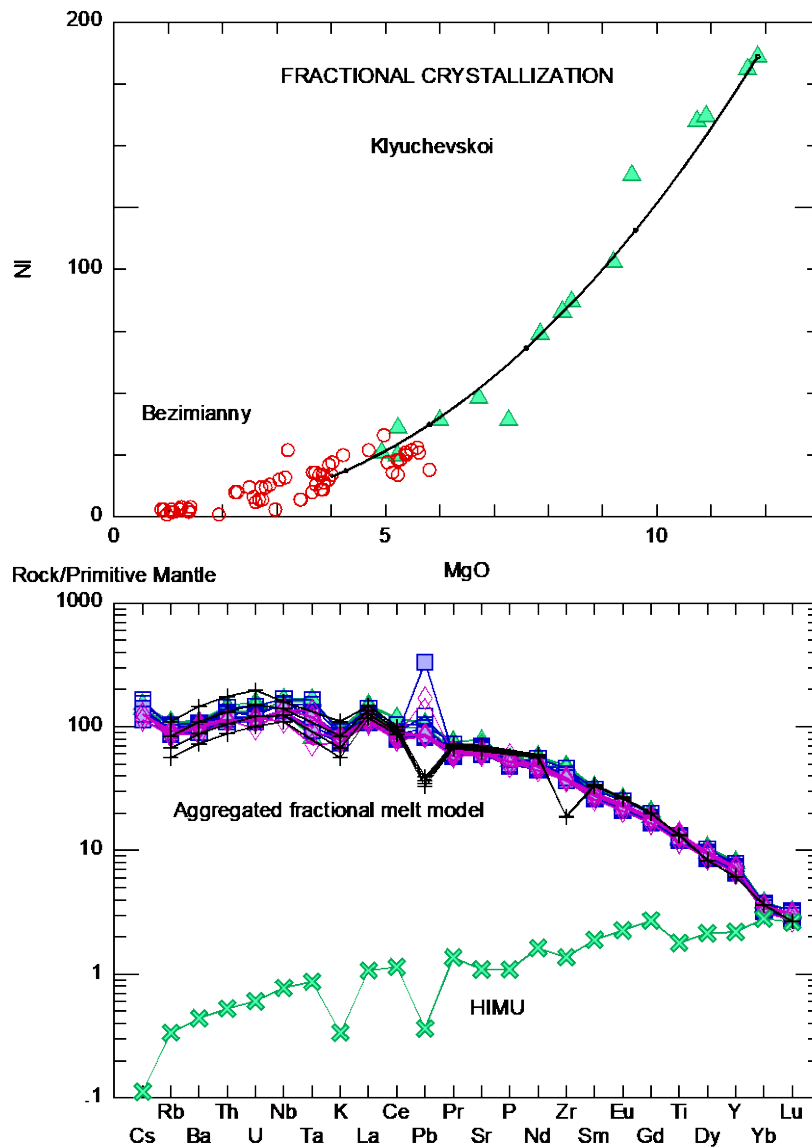 200
FRACTIONAL CRYSTALLIZATION
Klyuchevskoi
NI
100
Bezimianny
0
0 5 10
Rock/Primitive Mantle MgO
1000
100
Aggregated fractional melt model
10
1
HIMU
.1
Rb Th Nb K Ce Pr P Zr Eu Ti Y Lu
Cs Ba U Ta La Pb Sr Nd Sm Gd Dy Yb